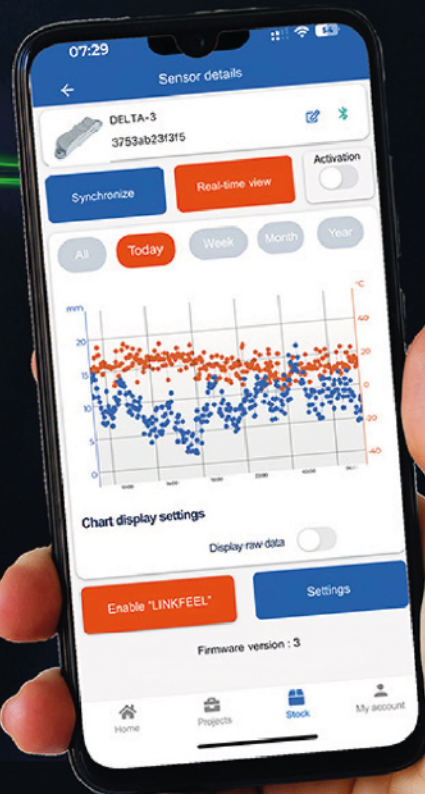 07:29
54
Sensor details
DELTA-3
3753ab23f3f5
Synchronize
Real-time view
Activation
All
Today
Week
Month
Year
mm
°C
20
15
10
5
0
40
20
0
-20
-40
Chart display settings
Display raw data
Enable "LINKFEEL"
Settings
Firmware version : 3
Home
Projects
Stock
My account